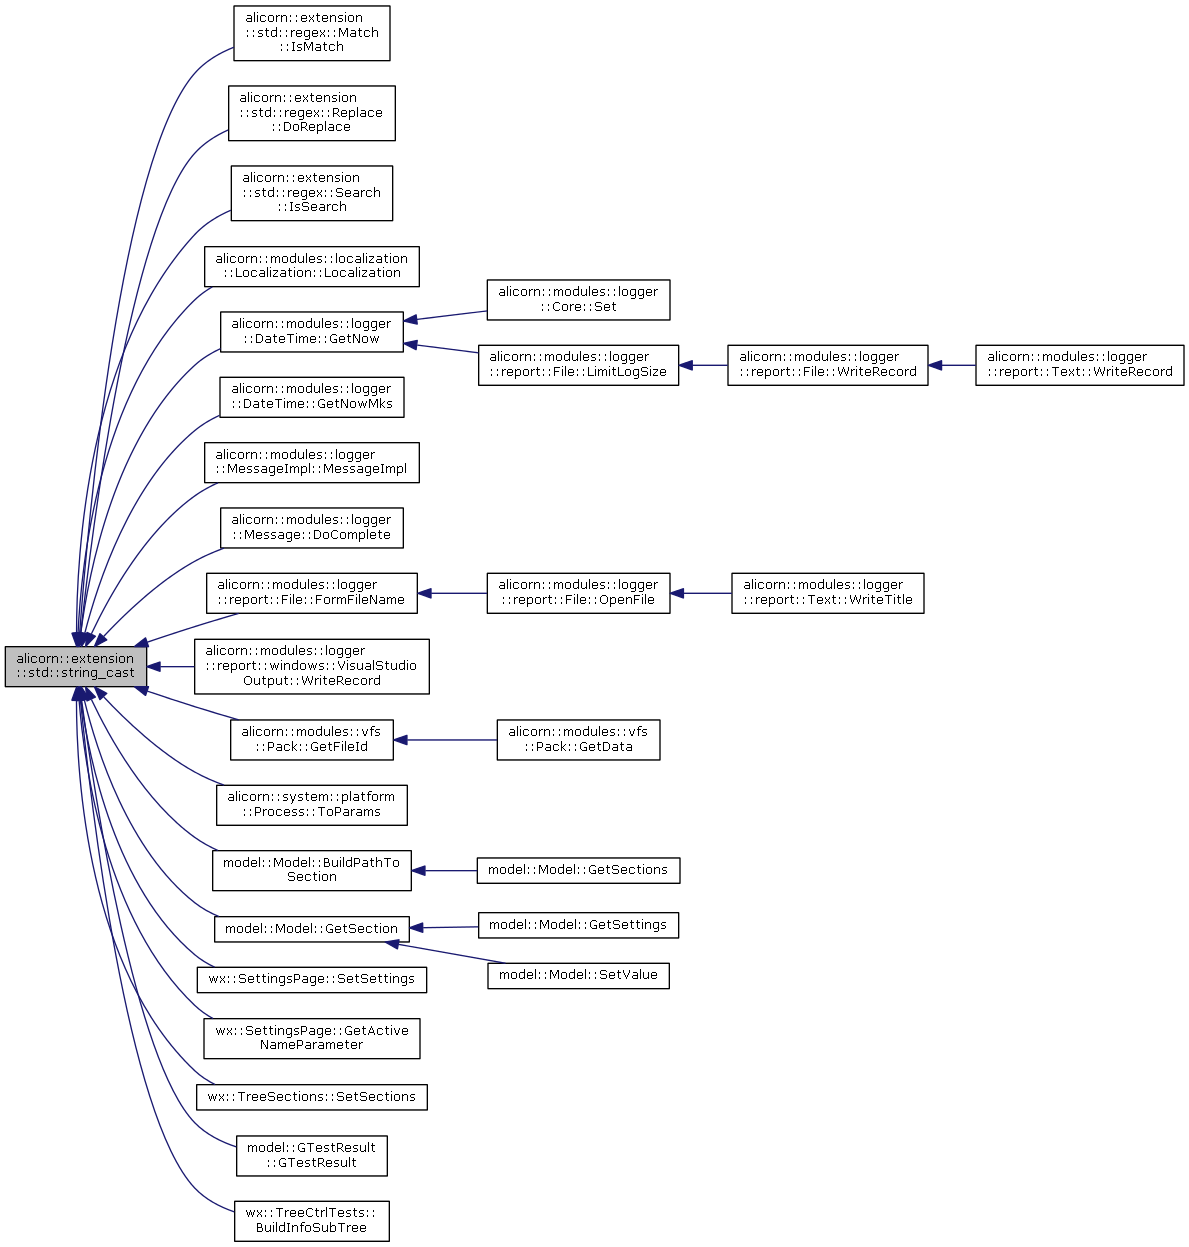 alicorn::extension
::std::regex::Match
::IsMatch
alicorn::extension
::std::regex::Replace
::DoReplace
alicorn::extension
::std::regex::Search
::IsSearch
alicorn::modules::localization
::Localization::Localization
alicorn::modules::logger
::Core::Set
alicorn::modules::logger
::DateTime::GetNow
alicorn::modules::logger
::report::File::LimitLogSize
alicorn::modules::logger
::report::File::WriteRecord
alicorn::modules::logger
::report::Text::WriteRecord
alicorn::modules::logger
::DateTime::GetNowMks
alicorn::modules::logger
::MessageImpl::MessageImpl
alicorn::modules::logger
::Message::DoComplete
alicorn::modules::logger
::report::File::FormFileName
alicorn::modules::logger
::report::File::OpenFile
alicorn::modules::logger
::report::Text::WriteTitle
alicorn::extension
::std::string_cast
alicorn::modules::logger
::report::windows::VisualStudio
Output::WriteRecord
alicorn::modules::vfs
::Pack::GetFileId
alicorn::modules::vfs
::Pack::GetData
alicorn::system::platform
::Process::ToParams
model::Model::BuildPathTo
Section
model::Model::GetSections
model::Model::GetSection
model::Model::GetSettings
model::Model::SetValue
wx::SettingsPage::SetSettings
wx::SettingsPage::GetActive
NameParameter
wx::TreeSections::SetSections
model::GTestResult
::GTestResult
wx::TreeCtrlTests::
BuildInfoSubTree